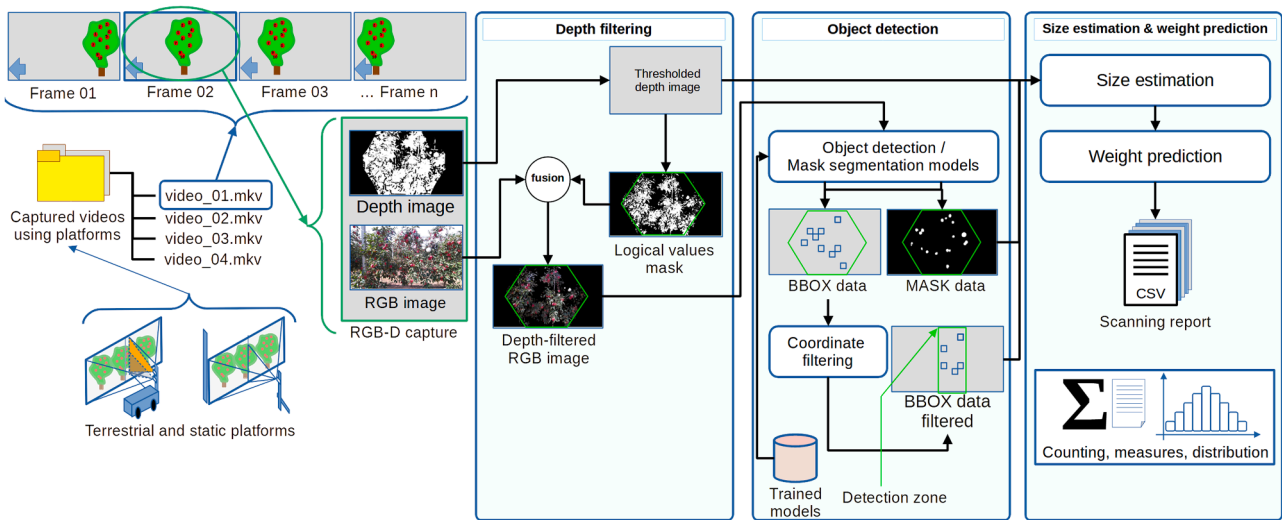 Frame 01
Frame 02
Frame 03
... Frame n
Captured videos
using platforms
video_01.mkv
video_02.mkv
video_03.mkv
video_04.mkv
Terrestrial and static platforms
Depth image
RGB image
RGB-D capture
Depth filtering
Thresholded
depth image
fusion
Logical values
mask
Depth-filtered
RGB image
Object detection
Object detection /
Mask segmentation models
BBOX data
MASK data
Coordinate
filtering
BBOX data
filtered
Trained
models
Detection zone
Size estimation & weight prediction
Size estimation
Weight prediction
CSV
Scanning report
Σ
Counting, measures, distribution